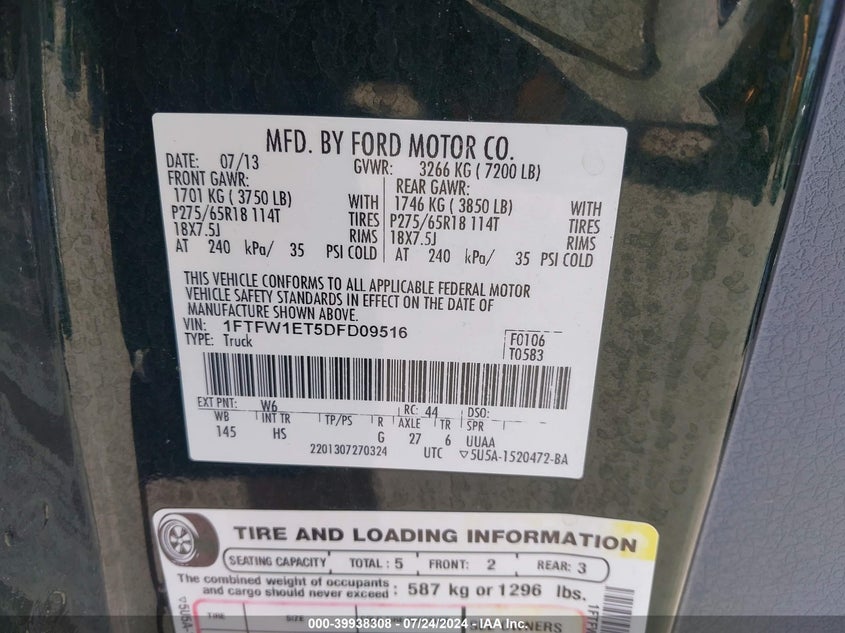 MFD. BY FORD MOTOR CO.
DATE: 07/13 GVWR: 3266 KG ( 7200 LB)
FRONT GAWR: REAR GAWR:
1701 KG ( 3750 LB) WITH 1746 KG ( 3850 LB) WITH
P275/65R18 114T TIRES P275/65R18 114T TIRES
18X7.5J RIMS 18X7.5J RIMS
AT 240 kPa/ 35 PSI COLD AT 240 kPa/ 35 PSI COLD
THIS VEHICLE CONFORMS TO ALL APPLICABLE FEDERAL MOTOR
VEHICLE SAFETY STANDARDS IN EFFECT ON THE DATE OF
MANUFACTURE SHOWN ABOVE.
VIN: 1FTFW1ET5DFD09516 F0106
TYPE: Truck T0583
EXT PNT: W6 RC: 44 DSO:
WB INT TR TP/PS R AXLE TR SPR
145 HS G 27 6 UUAA
2201307270324 UTC ▽5U5A-1520472-BA
TIRE AND LOADING INFORMATION
SEATING CAPACITY TOTAL : 5 FRONT: 2 REAR: 3
The combined weight of occupants
and cargo should never exceed : 587 kg or 1296 lbs.
TIRE SIZE
000-39938308 - 07/24/2024 - IAA Inc.